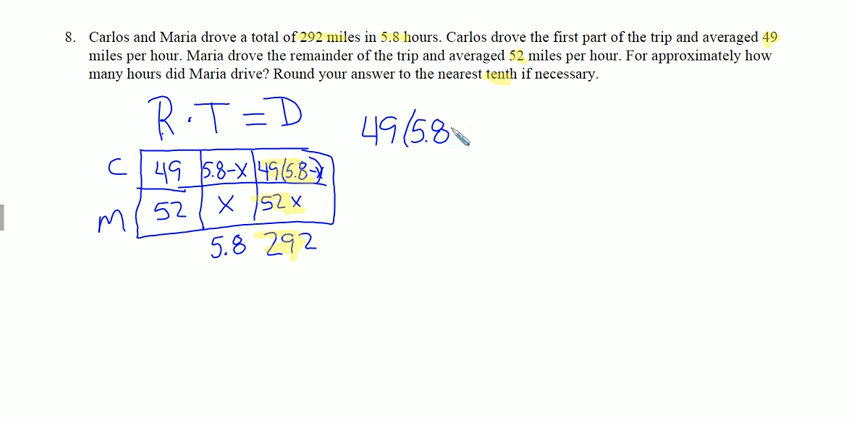 8. Carlos and Maria drove a total of 292 miles in 5.8 hours. Carlos drove the first part of the trip and averaged 49
miles per hour. Maria drove the remainder of the trip and averaged 52 miles per hour. For approximately how
many hours did Maria drive? Round your answer to the nearest tenth if necessary.
R · T = D
49(5.8
C 49 5.8-x 49(5.8-x)
M 52 x 52x
5.8 292